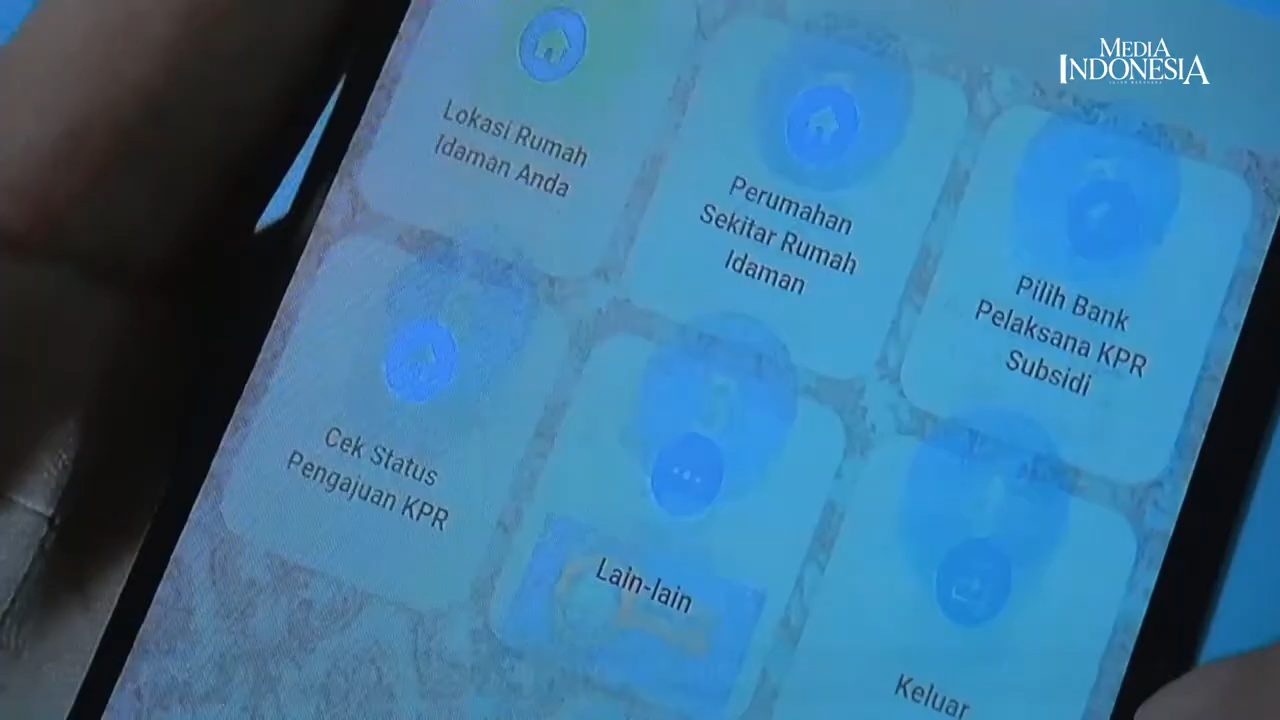 MEDIA
INDONESIA
Lokasi Rumah
Idaman Anda
Perumahan
Sekitar Rumah
Idaman
Pilih Bank
Pelaksana KPR
Subsidi
Cek Status
Pengajuan KPR
Lain-lain
Keluar